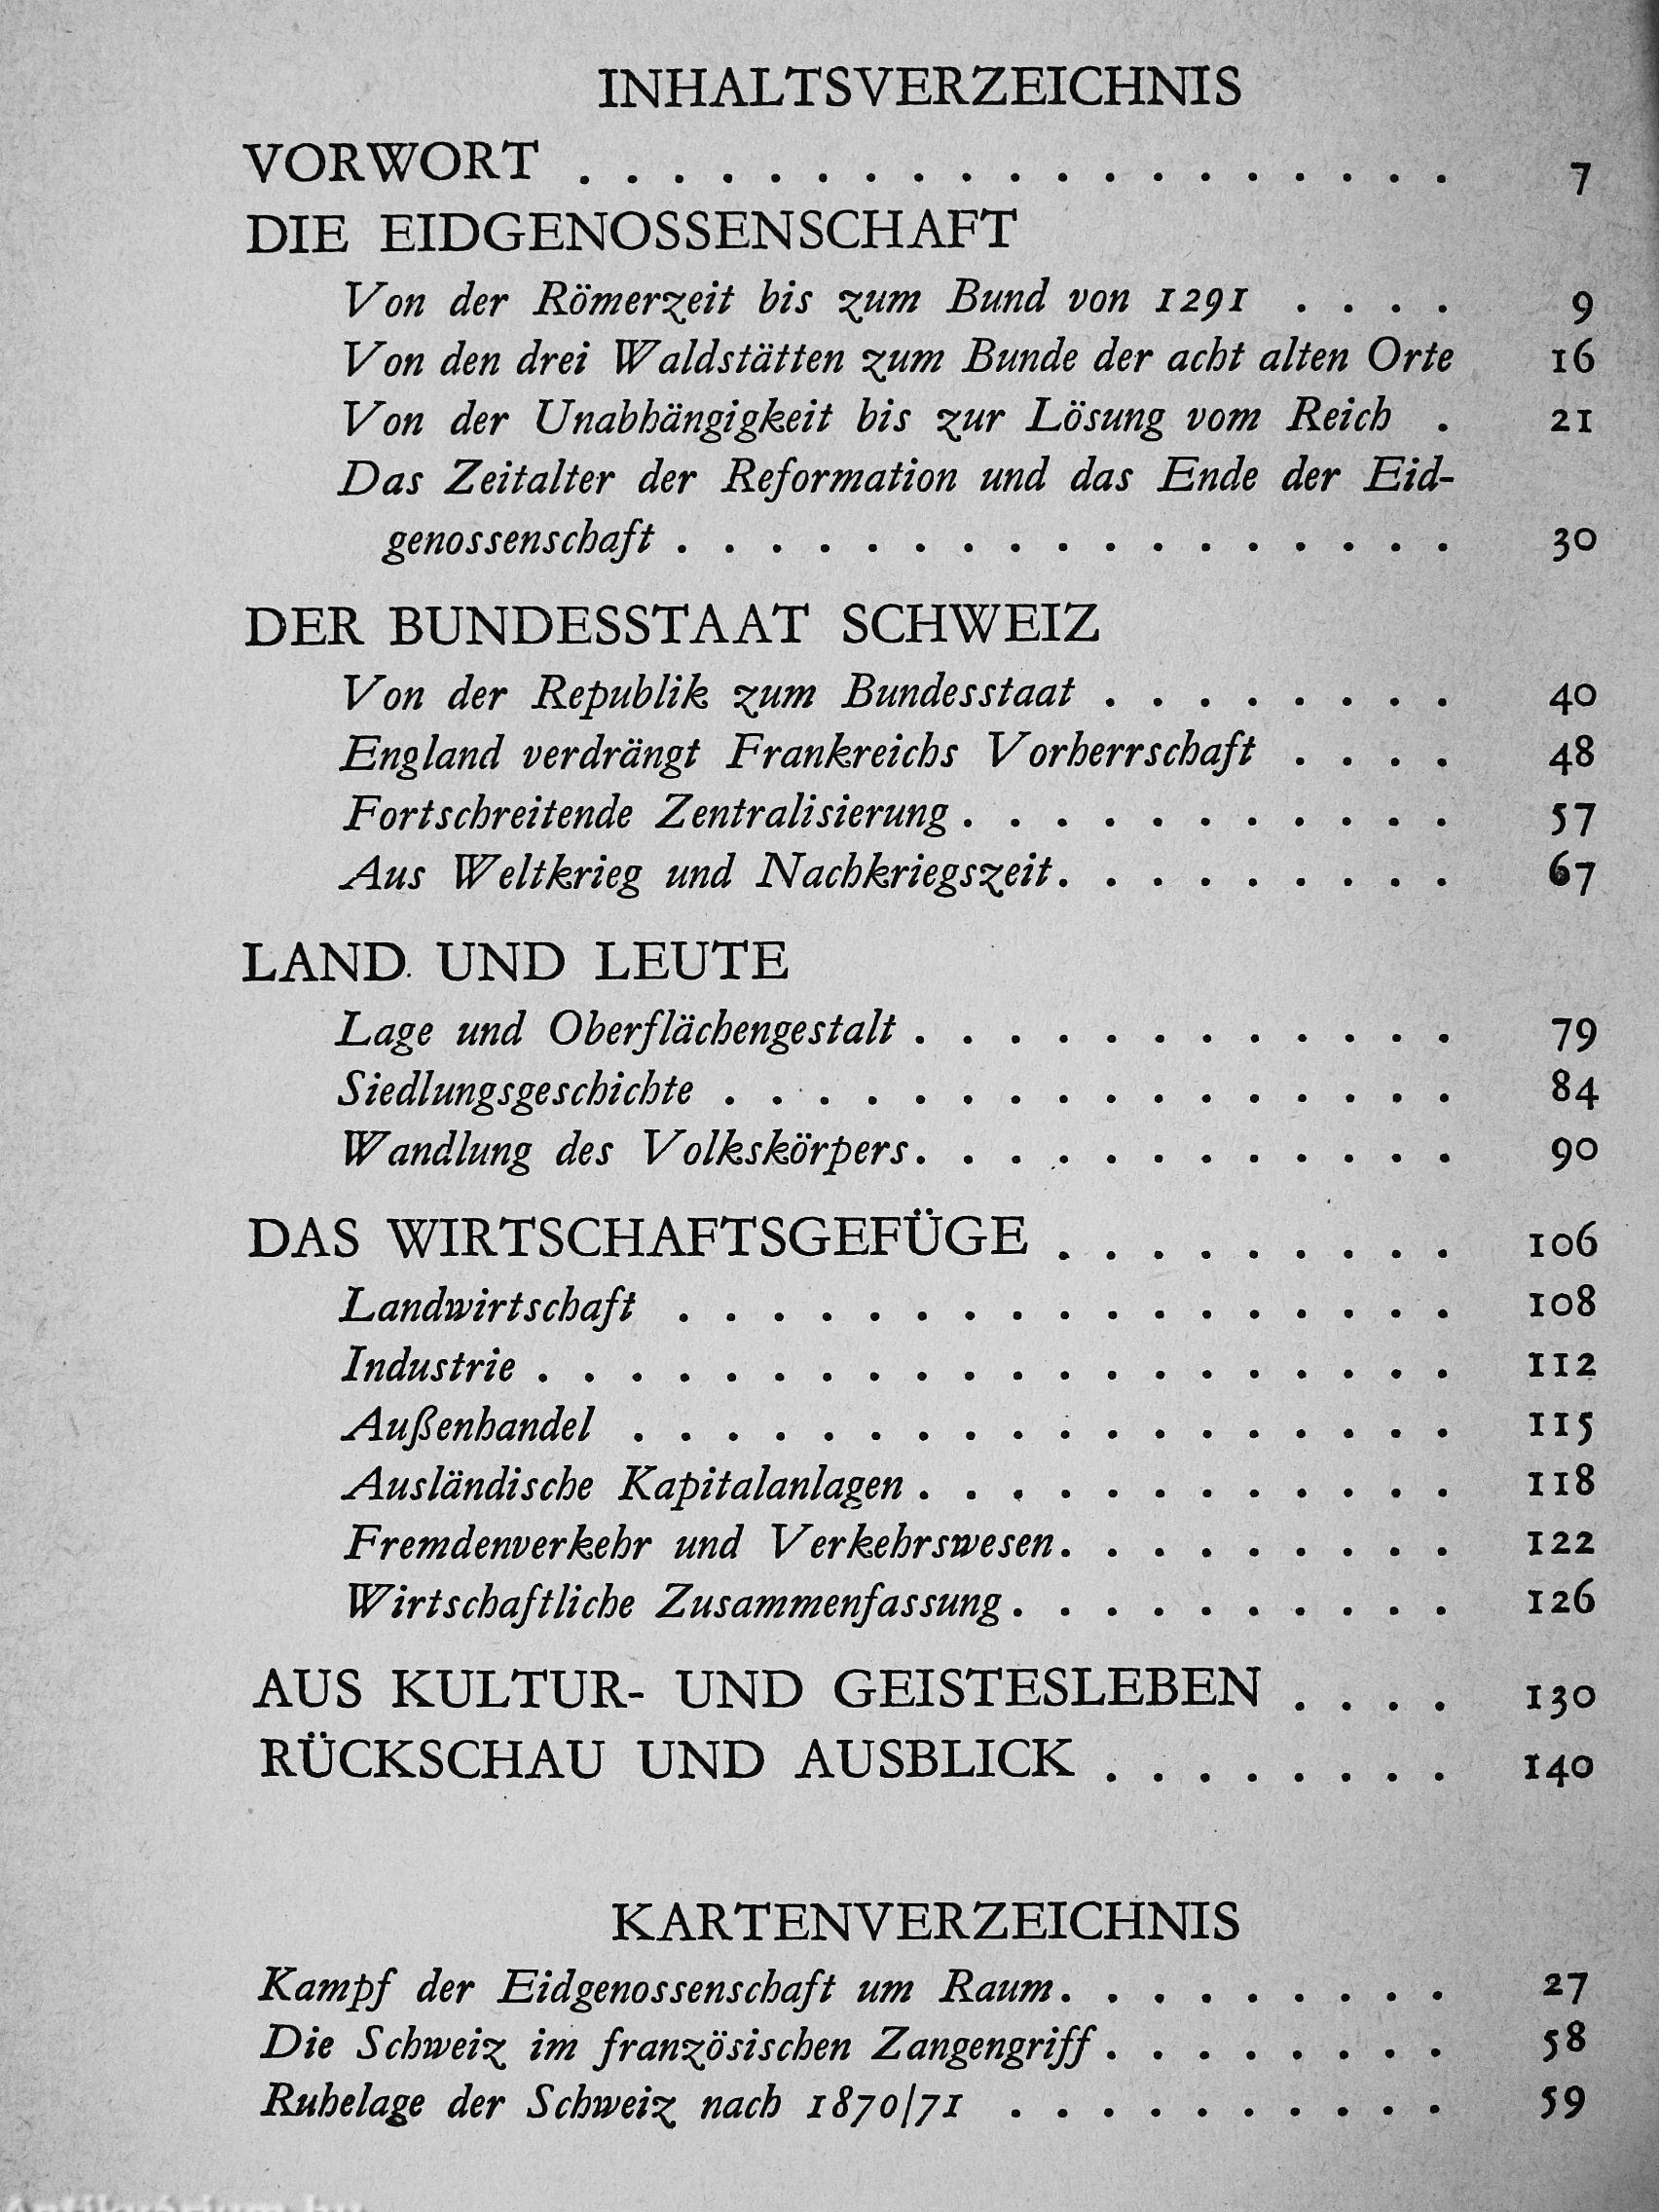 INHALTSVERZEICHNIS
VORWORT . . . . . . . . . . . . . . . . . . . 7
DIE EIDGENOSSENSCHAFT
Von der Römerzeit bis zum Bund von 1291 . . . . 9
Von den drei Waldstätten zum Bunde der acht alten Orte 16
Von der Unabhängigkeit bis zur Lösung vom Reich . 21
Das Zeitalter der Reformation und das Ende der Eid-
genossenschaft . . . . . . . . . . . . . . . . . 30
DER BUNDESSTAAT SCHWEIZ
Von der Republik zum Bundesstaat . . . . . . . . 40
England verdrängt Frankreichs Vorherrschaft . . . . 48
Fortschreitende Zentralisierung . . . . . . . . . . . 57
Aus Weltkrieg und Nachkriegszeit . . . . . . . . . 67
LAND UND LEUTE
Lage und Oberflächengestalt . . . . . . . . . . . . 79
Siedlungsgeschichte . . . . . . . . . . . . . . . . 84
Wandlung des Volkskörpers . . . . . . . . . . . . 90
DAS WIRTSCHAFTSGEFÜGE . . . . . . . . . 106
Landwirtschaft . . . . . . . . . . . . . . . . . 108
Industrie . . . . . . . . . . . . . . . . . . . . 112
Außenhandel . . . . . . . . . . . . . . . . . . 115
Ausländische Kapitalanlagen . . . . . . . . . . . . 118
Fremdenverkehr und Verkehrswesen . . . . . . . . . 122
Wirtschaftliche Zusammenfassung . . . . . . . . . . 126
AUS KULTUR- UND GEISTESLEBEN . . . . 130
RÜCKSCHAU UND AUSBLICK . . . . . . . . 140
KARTENVERZEICHNIS
Kampf der Eidgenossenschaft um Raum . . . . . . . . . 27
Die Schweiz im französischen Zangengriff . . . . . . . . 58
Ruhelage der Schweiz nach 1870/71 . . . . . . . . . . 59